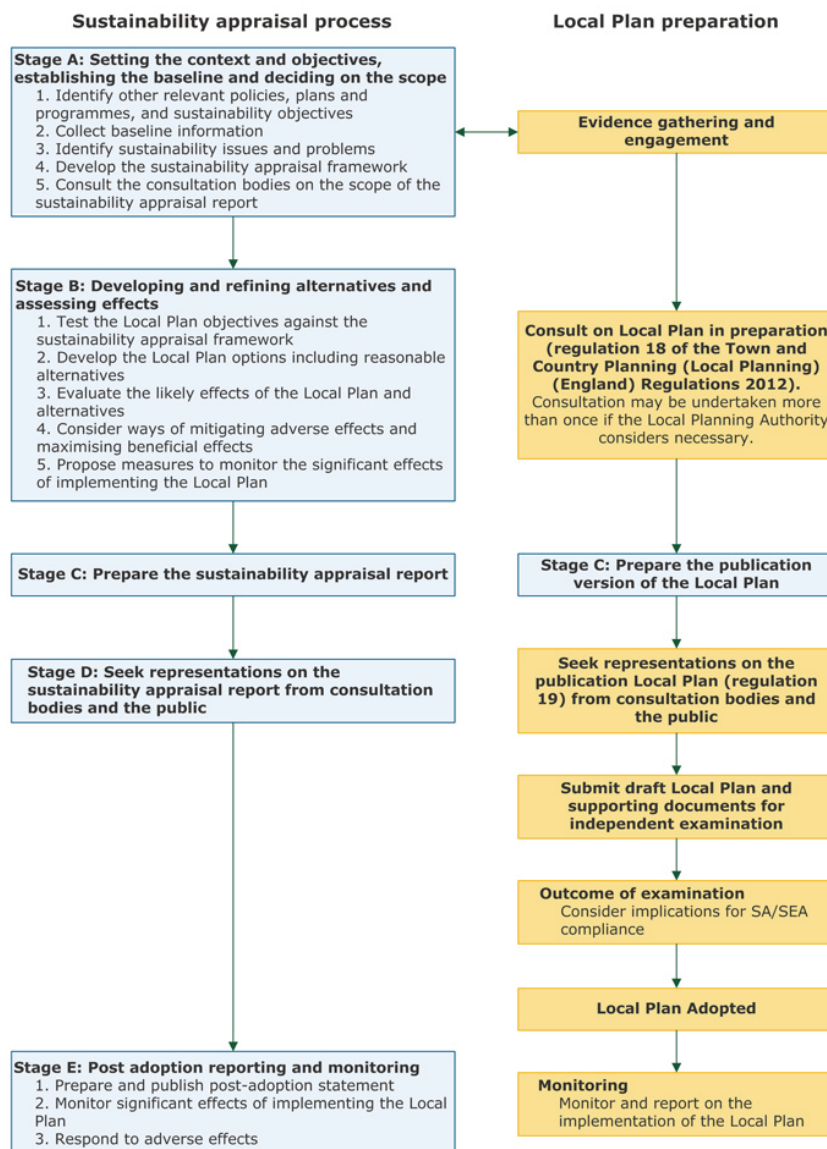 Sustainability appraisal process
Local Plan preparation
Stage A: Setting the context and objectives,
establishing the baseline and deciding on the scope
1. Identify other relevant policies, plans and
programmes, and sustainability objectives
2. Collect baseline information
3. Identify sustainability issues and problems
4. Develop the sustainability appraisal framework
5. Consult the consultation bodies on the scope of the
sustainability appraisal report
Evidence gathering and
engagement
Stage B: Developing and refining alternatives and
assessing effects
1. Test the Local Plan objectives against the
sustainability appraisal framework
2. Develop the Local Plan options including reasonable
alternatives
3. Evaluate the likely effects of the Local Plan and
alternatives
4. Consider ways of mitigating adverse effects and
maximising beneficial effects
5. Propose measures to monitor the significant effects
of implementing the Local Plan
Consult on Local Plan in preparation
(regulation 18 of the Town and
Country Planning (Local Planning)
(England) Regulations 2012).
Consultation may be undertaken more
than once if the Local Planning Authority
considers necessary.
Stage C: Prepare the sustainability appraisal report
Stage C: Prepare the publication
version of the Local Plan
Stage D: Seek representations on the
sustainability appraisal report from consultation
bodies and the public
Seek representations on the
publication Local Plan (regulation
19) from consultation bodies and
the public
Submit draft Local Plan and
supporting documents for
independent examination
Outcome of examination
Consider implications for SA/SEA
compliance
Local Plan Adopted
Stage E: Post adoption reporting and monitoring
1. Prepare and publish post-adoption statement
2. Monitor significant effects of implementing the Local
Plan
3. Respond to adverse effects
Monitoring
Monitor and report on the
implementation of the Local Plan